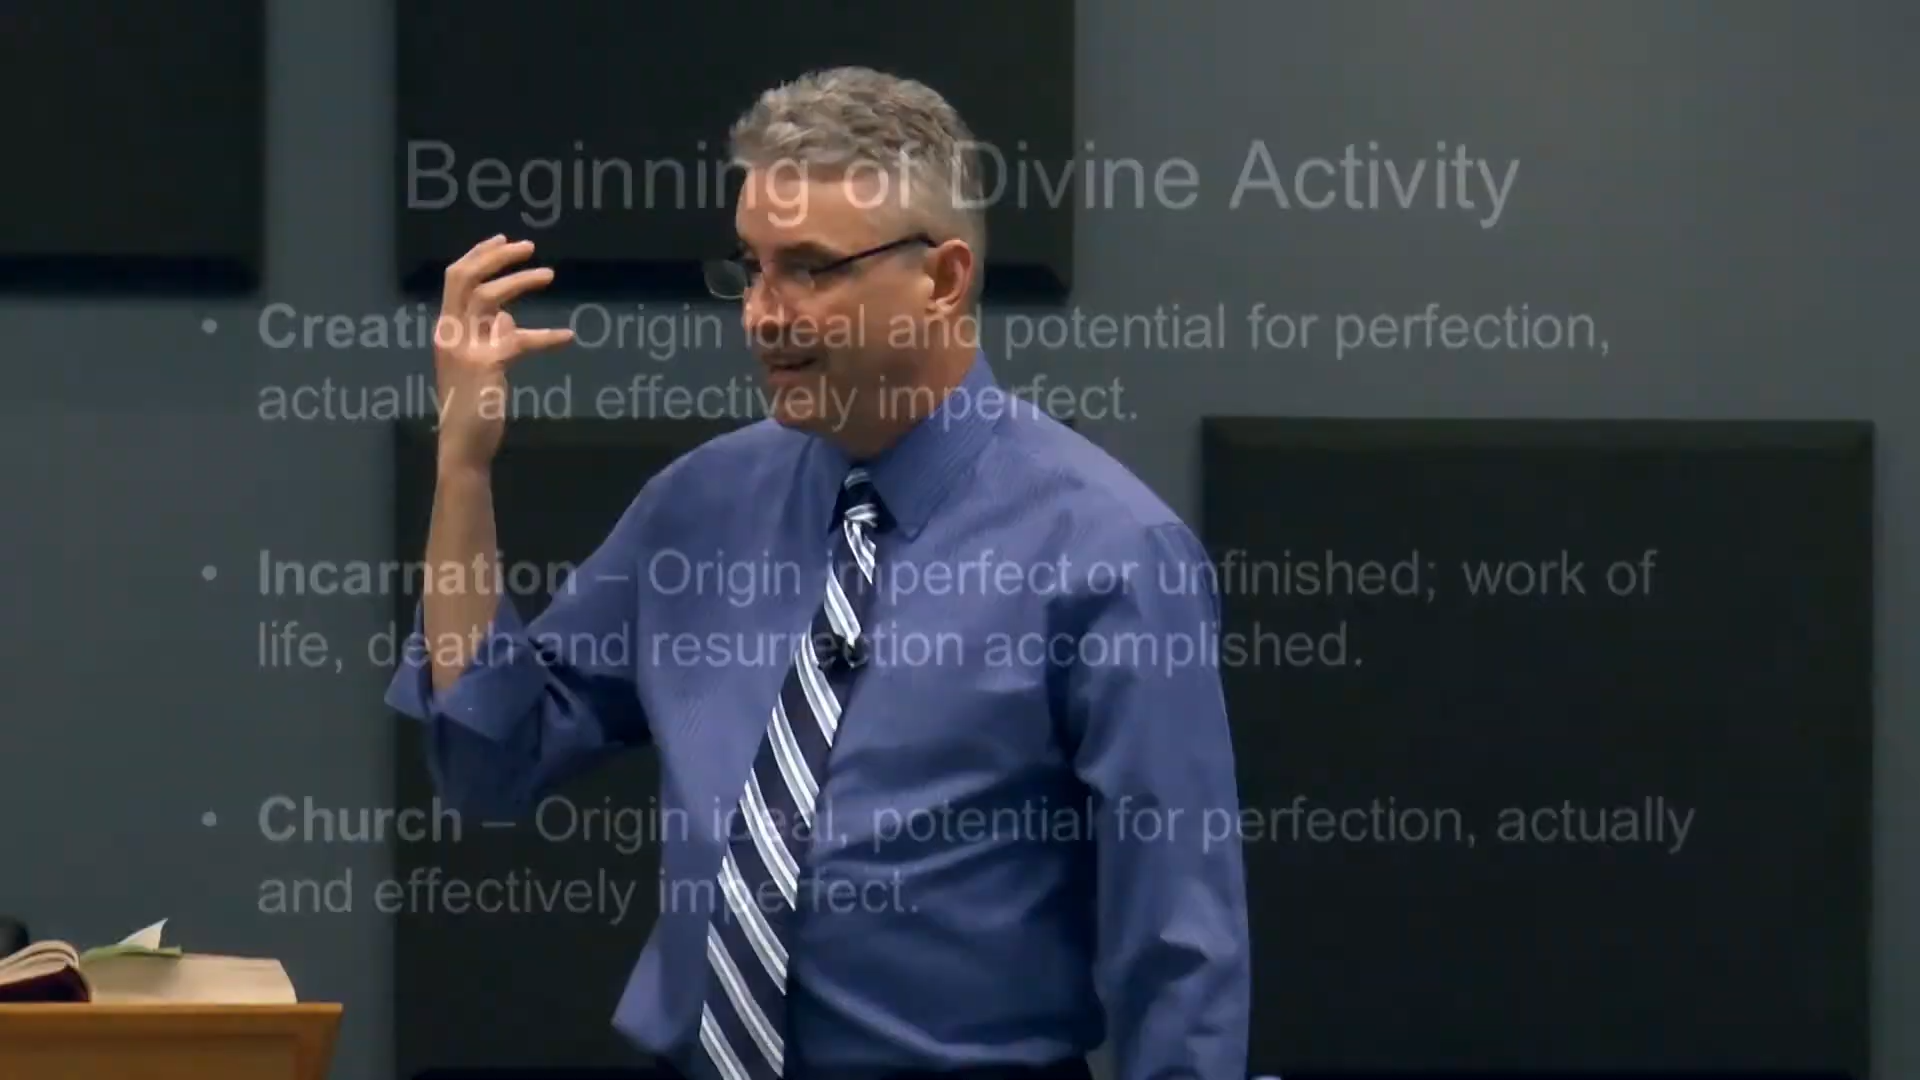 Beginning of Divine Activity
• Creation – Origin ideal and potential for perfection,
actually and effectively imperfect.
• Incarnation – Origin imperfect or unfinished; work of
life, death and resurrection accomplished.
• Church – Origin ideal, potential for perfection, actually
and effectively imperfect.